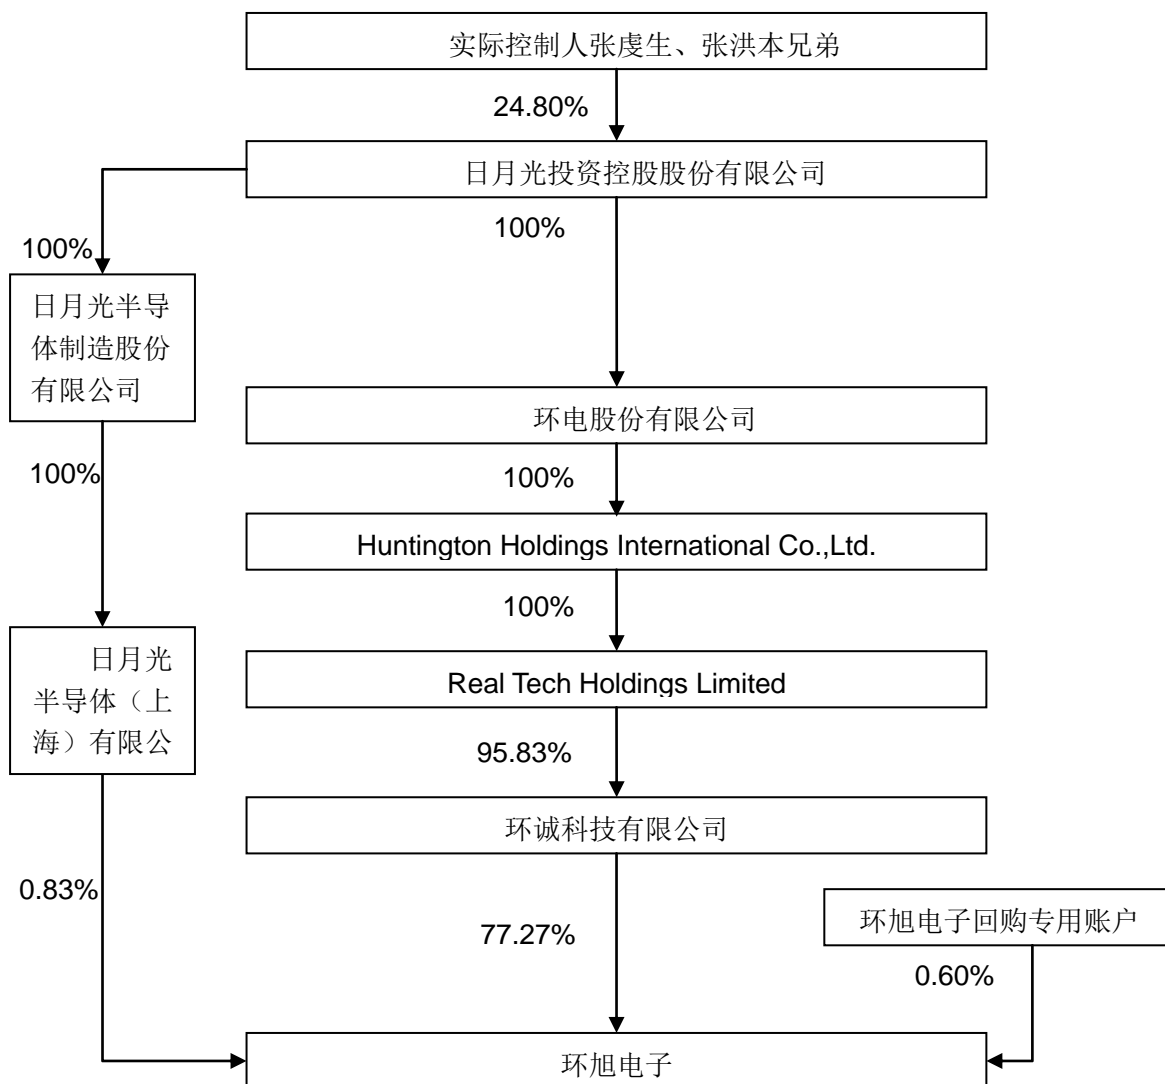 实际控制人张虔生、张洪本兄弟
24.80%
日月光投资控股股份有限公司
100%
100%
日月光半导
体制造股份
有限公司
环电股份有限公司
100%
100%
Huntington Holdings International Co.,Ltd.
100%
日月光
半导体（上
海）有限公
Real Tech Holdings Limited
95.83%
环诚科技有限公司
0.83%
77.27%
环旭电子回购专用账户
0.60%
环旭电子